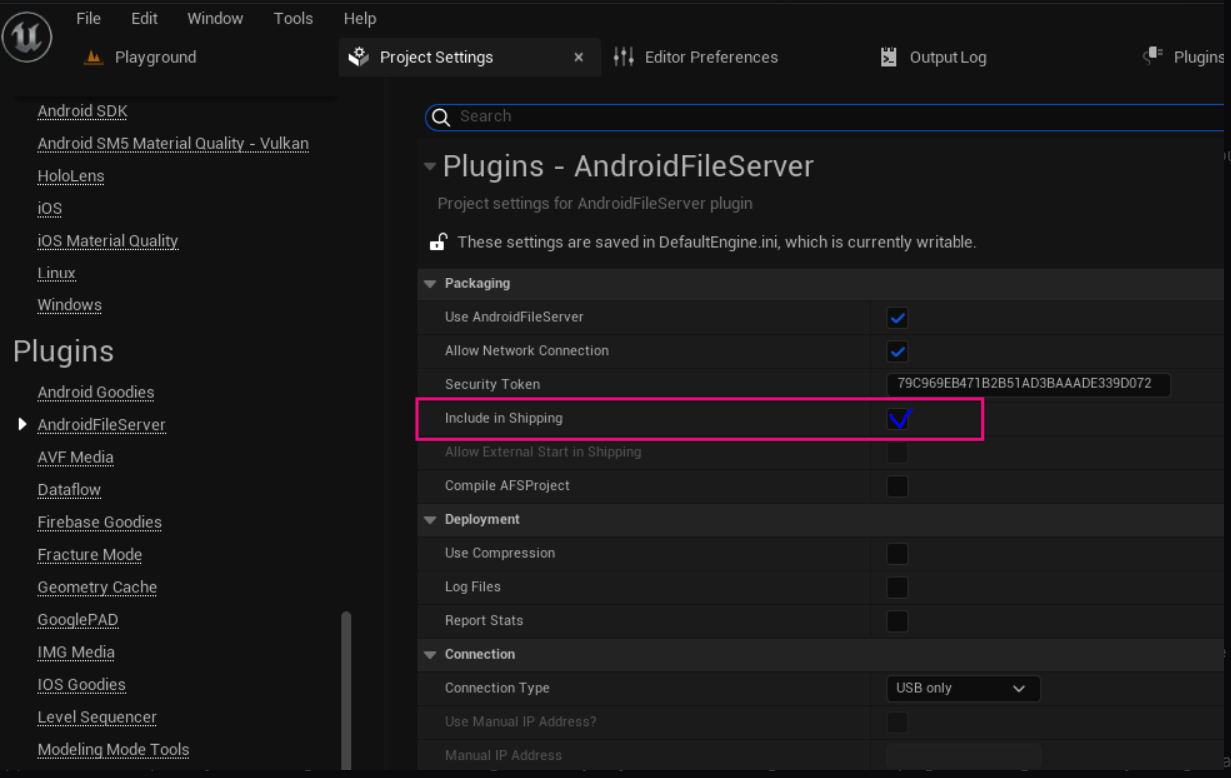 File Edit Window Tools Help
Playground Project Settings Editor Preferences Output Log Plugins
Android SDK
Android SM5 Material Quality - Vulkan
HoloLens
iOS
iOS Material Quality
Linux
Windows
Plugins
Android Goodies
AndroidFileServer
AVF Media
Dataflow
Firebase Goodies
Fracture Mode
Geometry Cache
GooglePAD
IMG Media
IOS Goodies
Level Sequencer
Modeling Mode Tools
Search
Plugins - AndroidFileServer
Project settings for AndroidFileServer plugin
These settings are saved in DefaultEngine.ini, which is currently writable.
Packaging
Use AndroidFileServer
Allow Network Connection
Security Token 79C969EB471B2B51AD3BAAADE339D072
Include in Shipping
Allow External Start in Shipping
Compile AFSProject
Deployment
Use Compression
Log Files
Report Stats
Connection
Connection Type USB only
Use Manual IP Address?
Manual IP Address